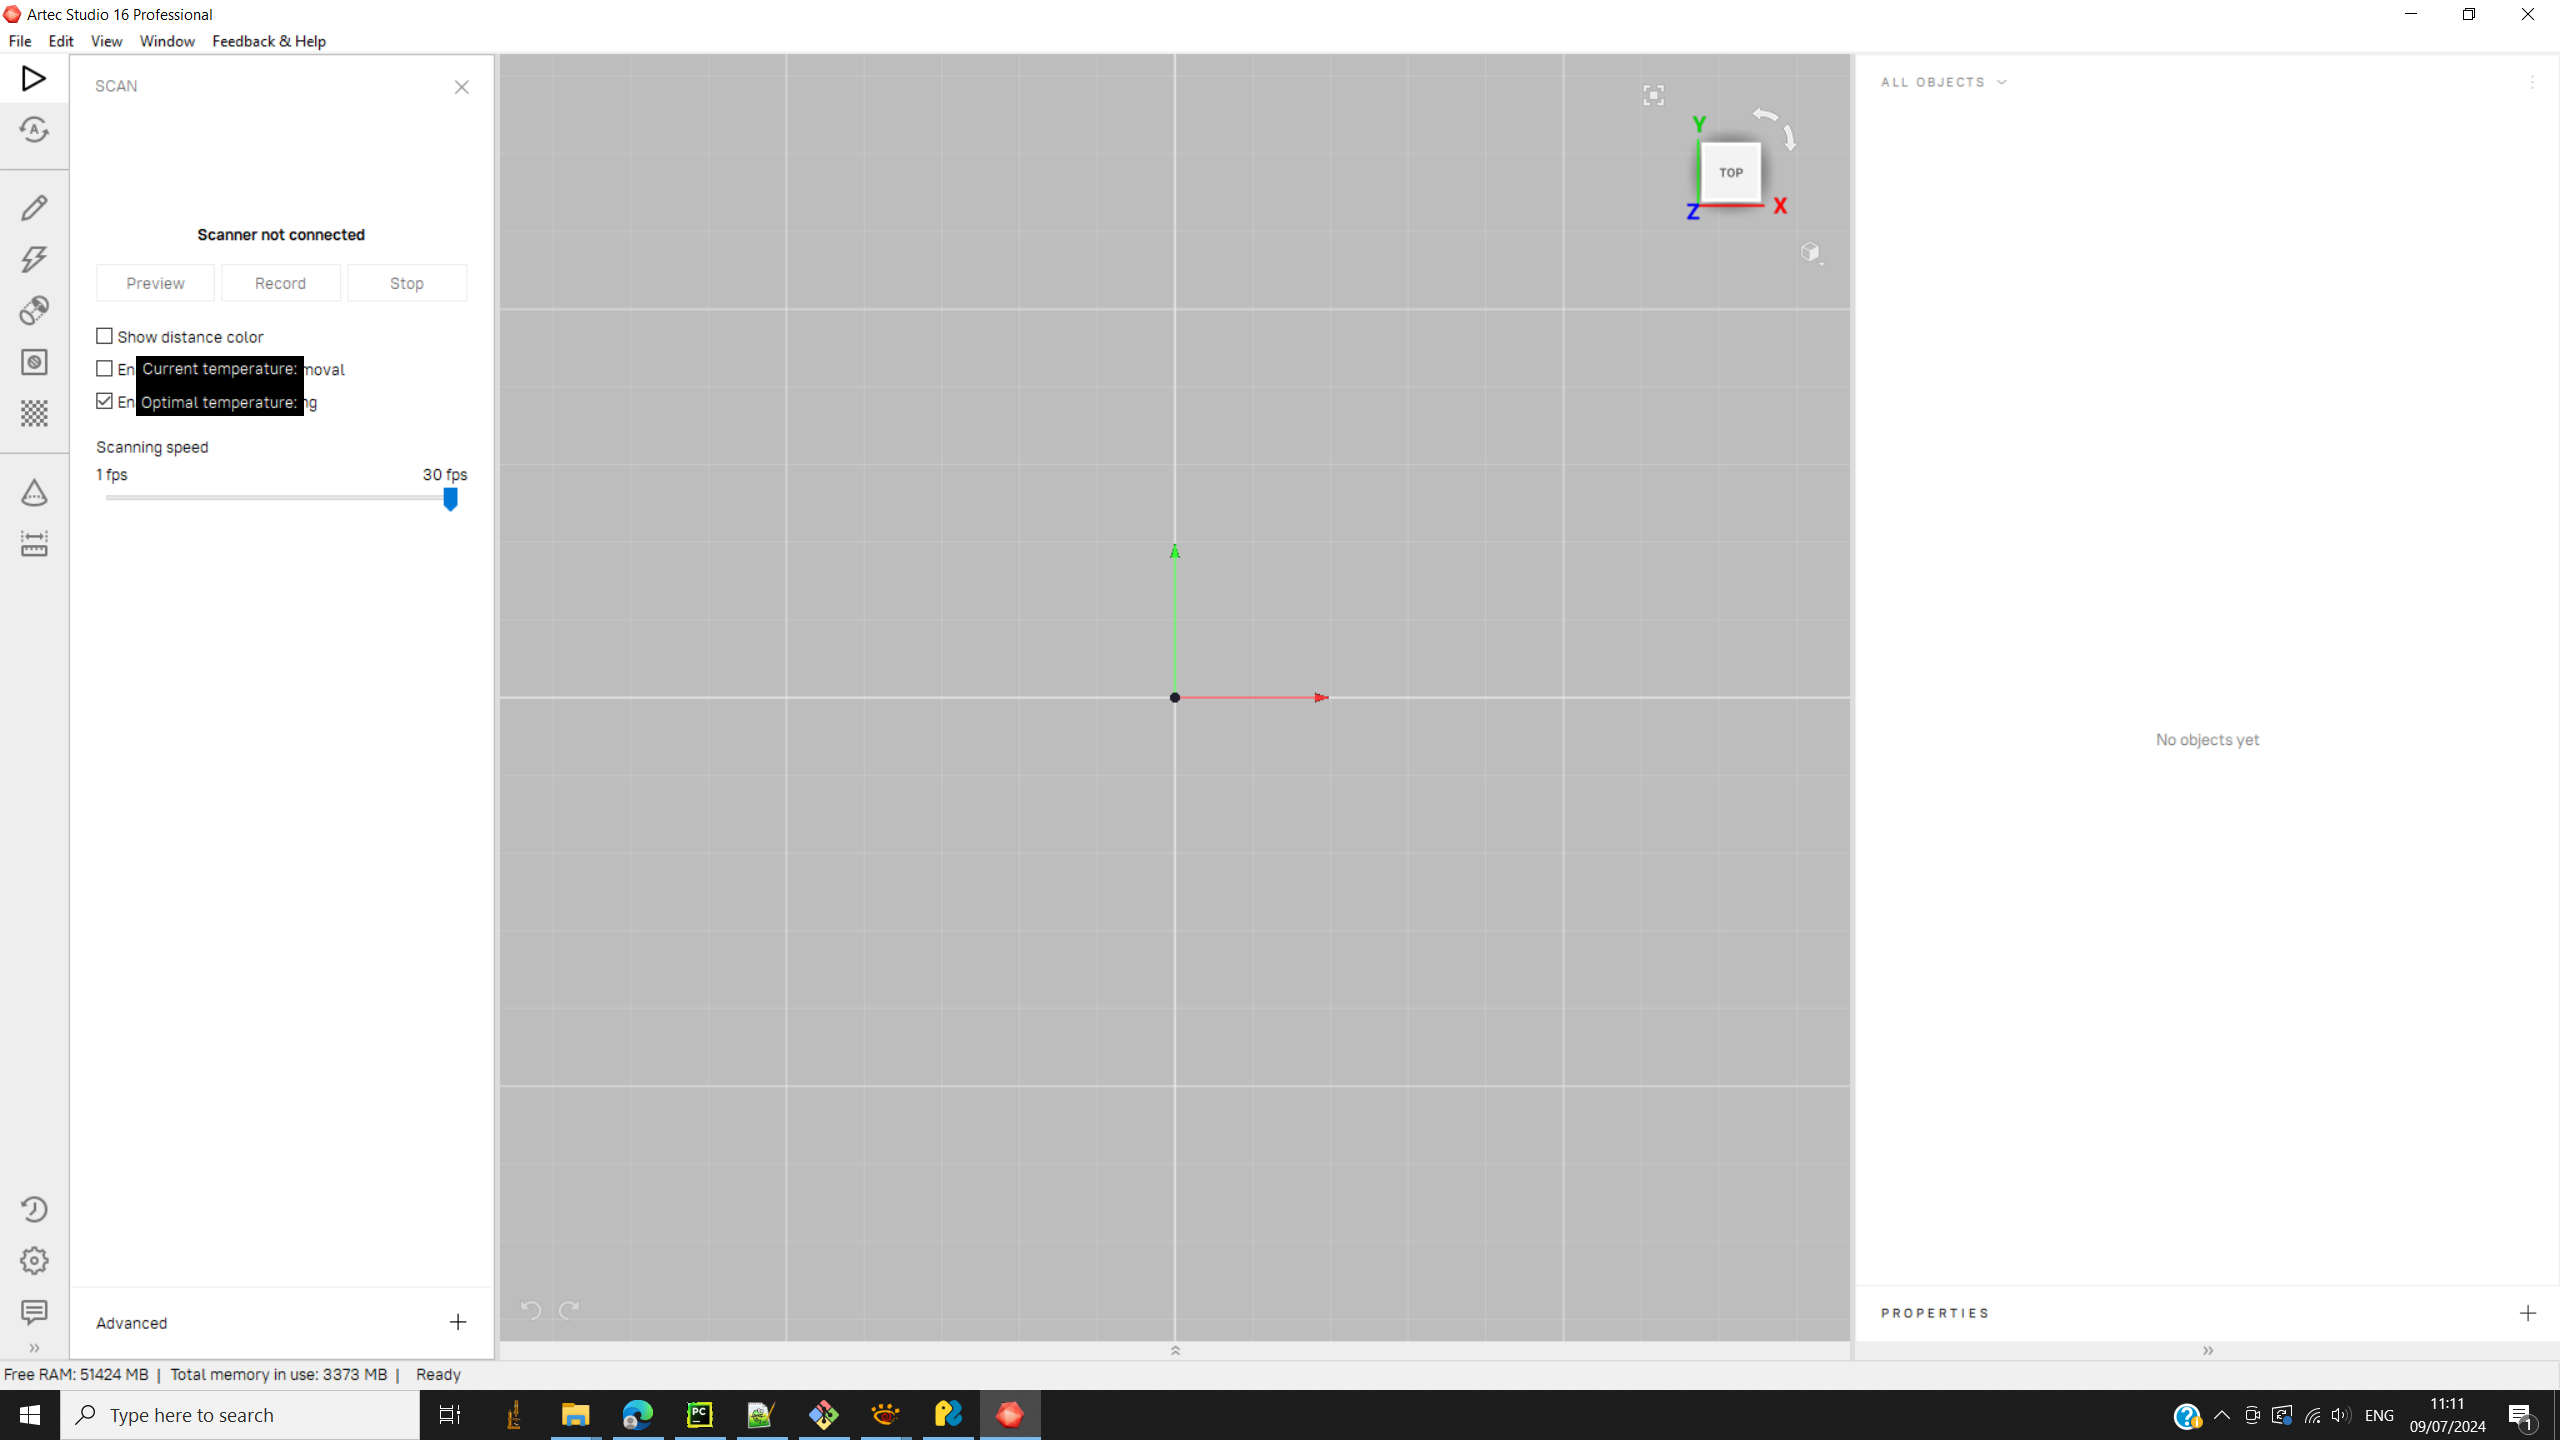 Artec Studio 16 Professional
File Edit View Window Feedback & Help
SCAN
Scanner not connected
Preview Record Stop
Show distance color
En Current temperature: moval
En Optimal temperature: ng
Scanning speed
1 fps 30 fps
Advanced
Y
TOP
Z X
ALL OBJECTS
No objects yet
PROPERTIES
Free RAM: 51424 MB | Total memory in use: 3373 MB | Ready
Type here to search
PC
ENG
11:11
09/07/2024
1